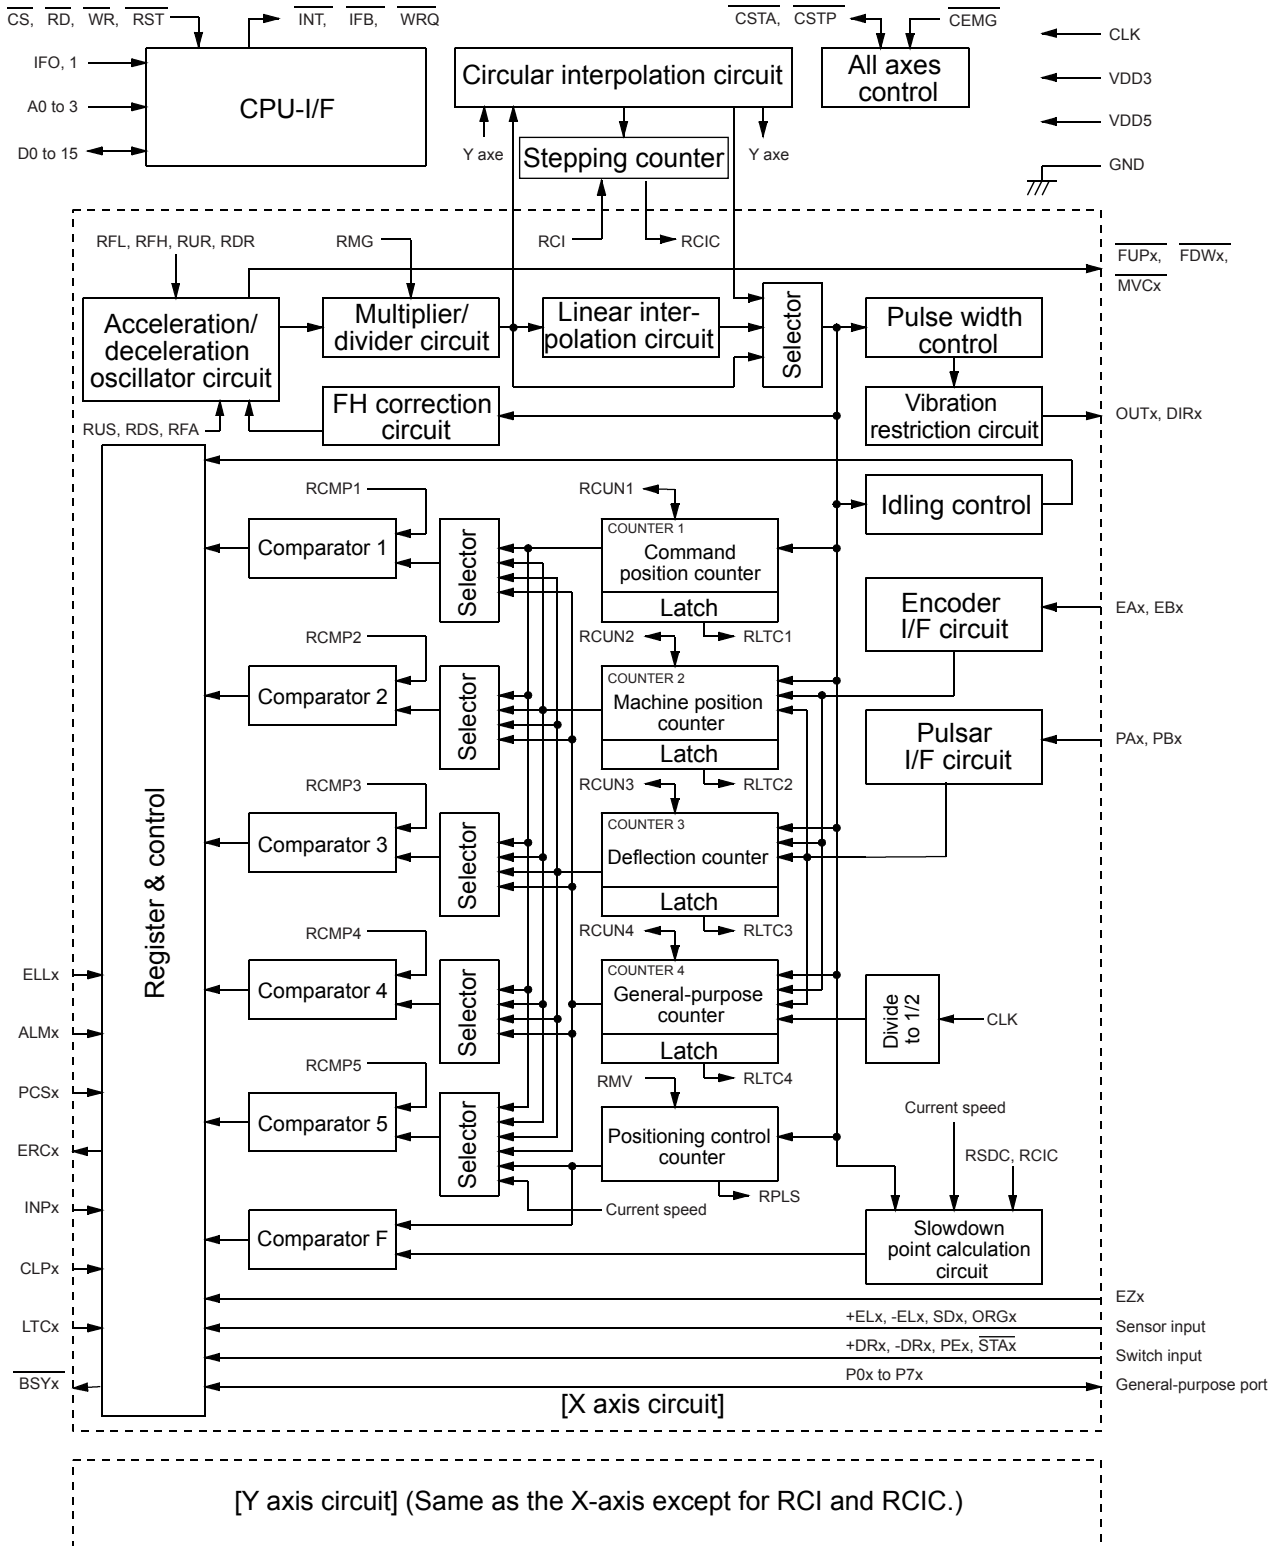 CS, RD, WR, RST
INT, IFB, WRQ
CSTA, CSTP
CEMG
CLK
IFO, 1
A0 to 3
D0 to 15
CPU-I/F
Circular interpolation circuit
All axes
control
VDD3
VDD5
GND
Y axe
Stepping counter
Y axe
RCI
RCIC
RFL, RFH, RUR, RDR
RMG
FUPx, FDWx,
MVCx
Acceleration/
deceleration
oscillator circuit
Multiplier/
divider circuit
Linear inter-
polation circuit
Selector
Pulse width
control
FH correction
circuit
Vibration
restriction circuit
OUTx, DIRx
RUS, RDS, RFA
Register & control
RCMP1
Comparator 1
Selector
RCUN1
COUNTER 1
Command
position counter
Latch
RLTC1
Idling control
Encoder
I/F circuit
EAx, EBx
RCMP2
Comparator 2
Selector
RCUN2
COUNTER 2
Machine position
counter
Latch
RLTC2
Pulsar
I/F circuit
PAx, PBx
RCMP3
Comparator 3
Selector
RCUN3
COUNTER 3
Deflection counter
Latch
RLTC3
RCMP4
Comparator 4
Selector
RCUN4
COUNTER 4
General-purpose
counter
Latch
RLTC4
Divide
to 1/2
CLK
RCMP5
Comparator 5
Selector
RMV
Positioning control
counter
RPLS
Current speed
Current speed
RSDC, RCIC
Comparator F
Slowdown
point calculation
circuit
ELLx
ALMx
PCSx
ERCx
INPx
CLPx
LTCx
BSYx
EZx
+ELx, -ELx, SDx, ORGx
Sensor input
+DRx, -DRx, PEx, STAx
Switch input
P0x to P7x
General-purpose port
[X axis circuit]
[Y axis circuit] (Same as the X-axis except for RCI and RCIC.)